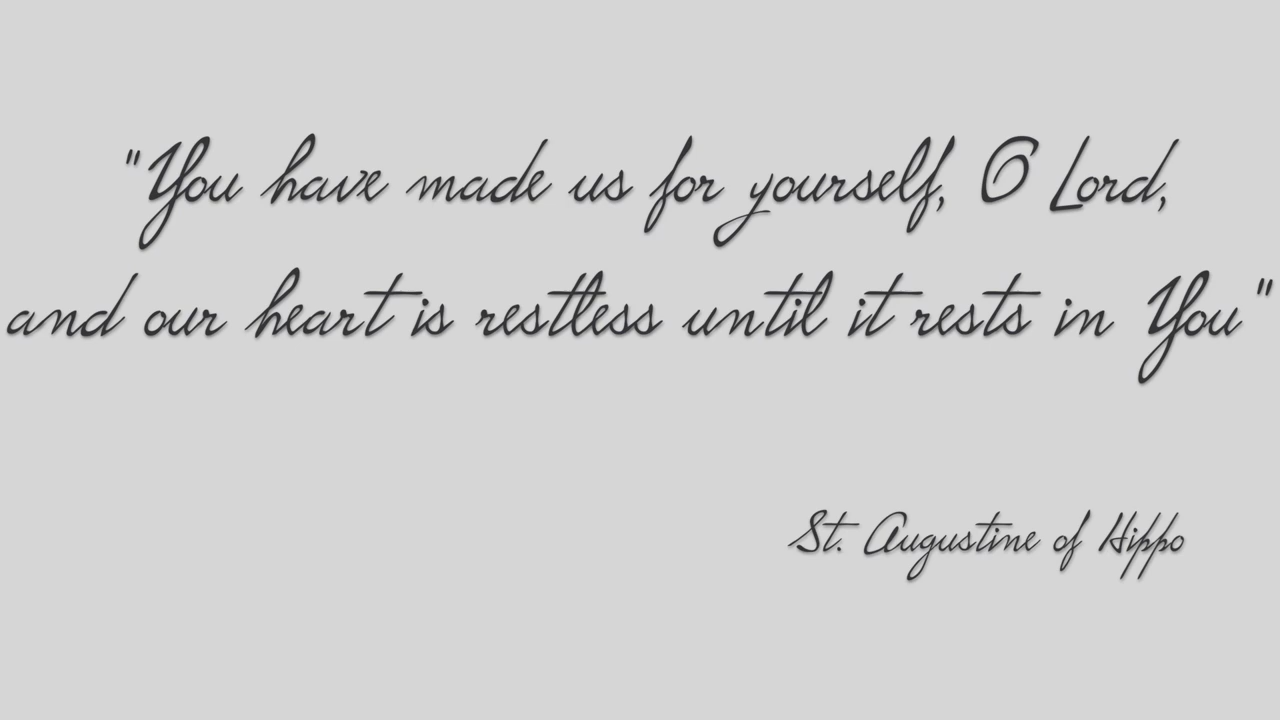 "You have made us for yourself, O Lord,
and our heart is restless until it rests in You"
St. Augustine of Hippo